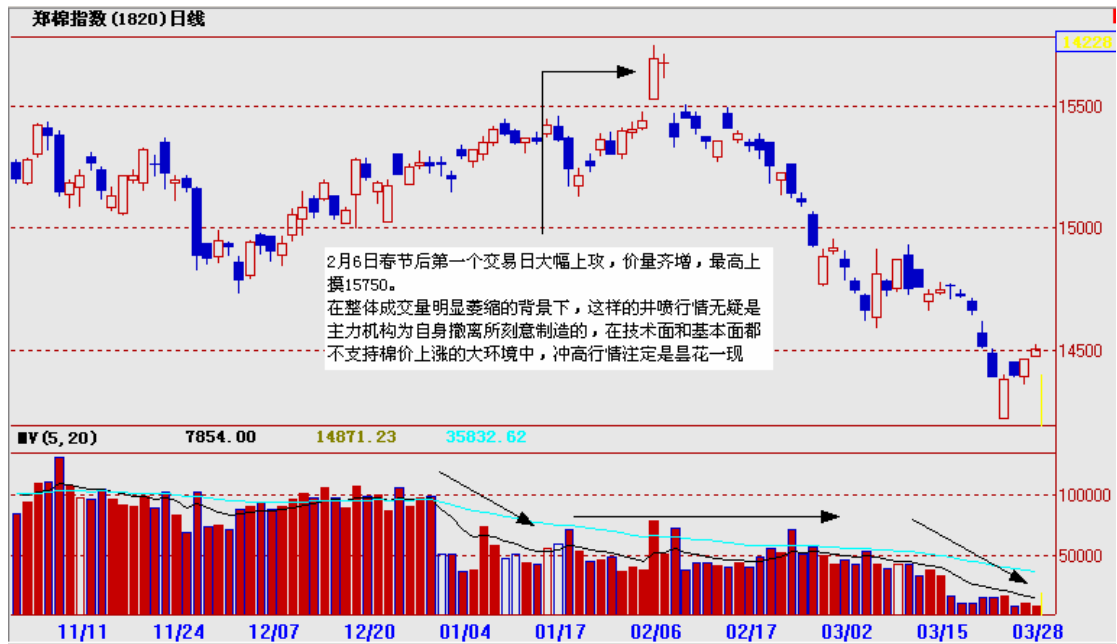 郑棉指数(1820)日线
14228
15500
15000
14500
2月6日春节后第一个交易日大幅上攻，价量齐增，最高上
摸15750。
在整体成交量明显萎缩的背景下，这样的井喷行情无疑是
主力机构为自身撤离所刻意制造的，在技术面和基本面都
不支持棉价上涨的大环境中，冲高行情注定是昙花一现
MV(5,20) 7854.00 14871.23 35832.62
100000
50000
11/11 11/24 12/07 12/20 01/04 01/17 02/06 02/17 03/02 03/15 03/28